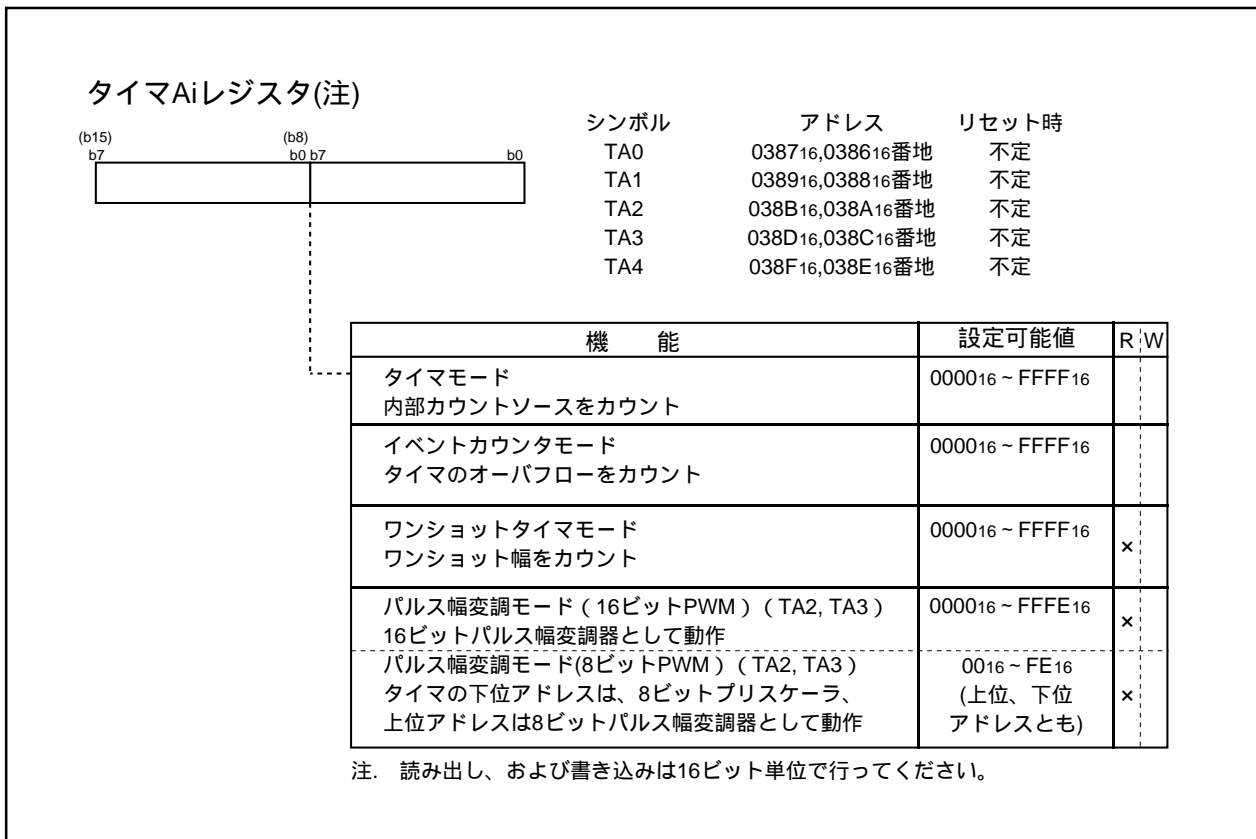 タイマAiレジスタ(注)
(b15) (b8)
b7 b0 b7 b0
シンボル アドレス リセット時
TA0 038716,038616番地 不定
TA1 038916,038816番地 不定
TA2 038B16,038A16番地 不定
TA3 038D16,038C16番地 不定
TA4 038F16,038E16番地 不定
機 能 設定可能値 R W
タイマモード 000016 ~ FFFF16
内部カウントソースをカウント
イベントカウンタモード 000016 ~ FFFF16
タイマのオーバフローをカウント
ワンショットタイマモード 000016 ~ FFFF16 ×
ワンショット幅をカウント
パルス幅変調モード(16ビットPWM)(TA2, TA3) 000016 ~ FFFE16 ×
16ビットパルス幅変調器として動作
パルス幅変調モード(8ビットPWM)(TA2, TA3) 0016 ~ FE16
タイマの下位アドレスは、8ビットプリスケーラ、 (上位、下位 ×
上位アドレスは8ビットパルス幅変調器として動作 アドレスとも)
注. 読み出し、および書き込みは16ビット単位で行ってください。